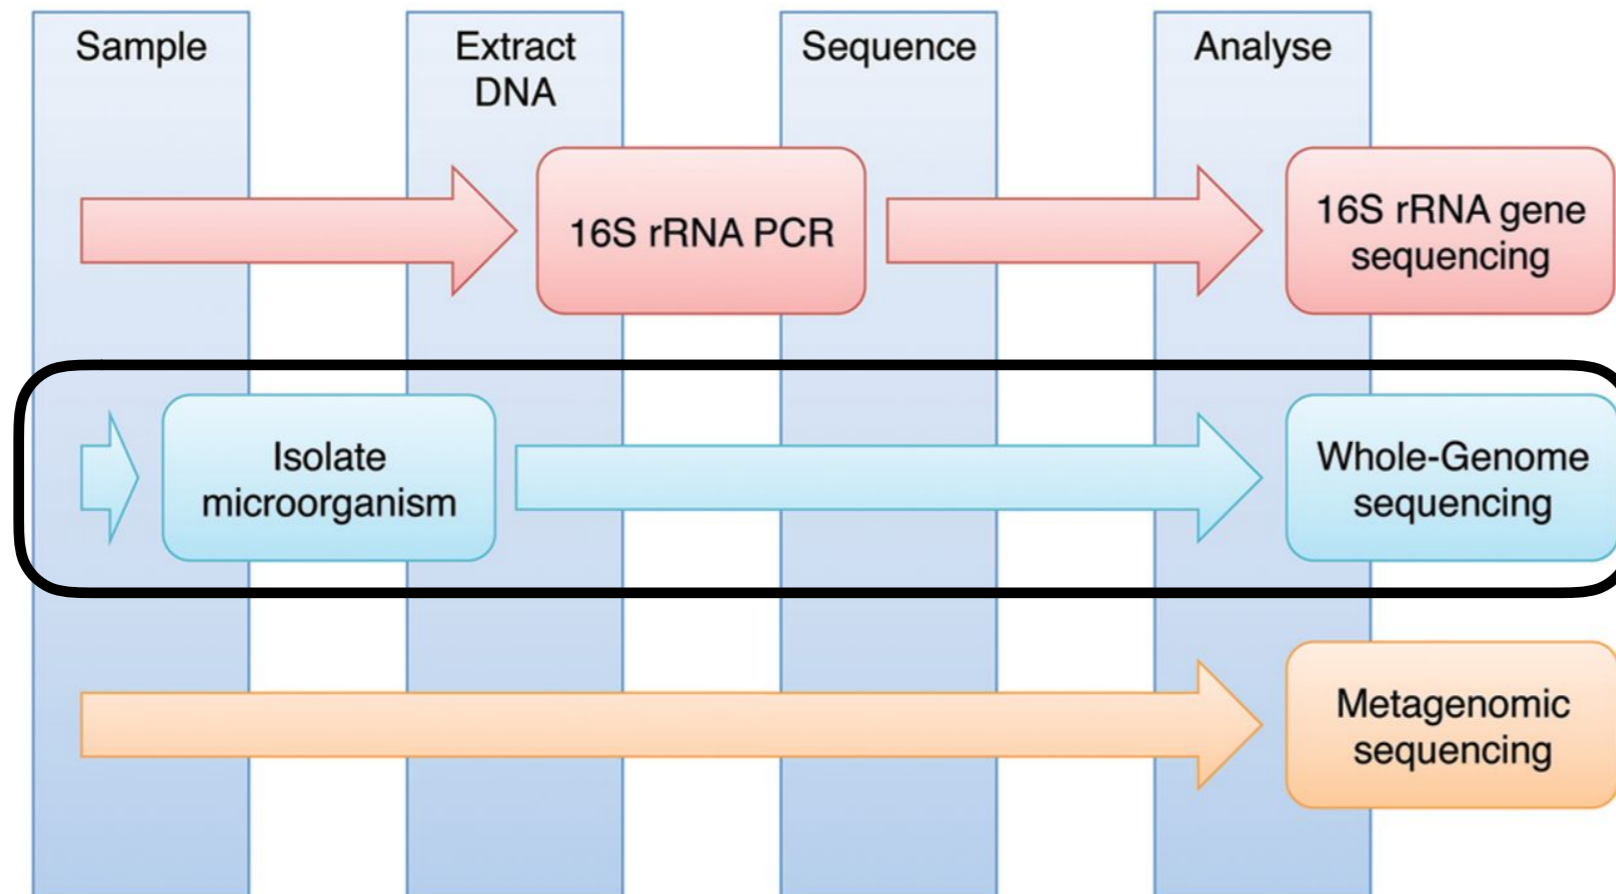 Sample
Extract
DNA
Sequence
Analyse
16S rRNA PCR
16S rRNA gene
sequencing
Isolate
microorganism
Whole-Genome
sequencing
Metagenomic
sequencing